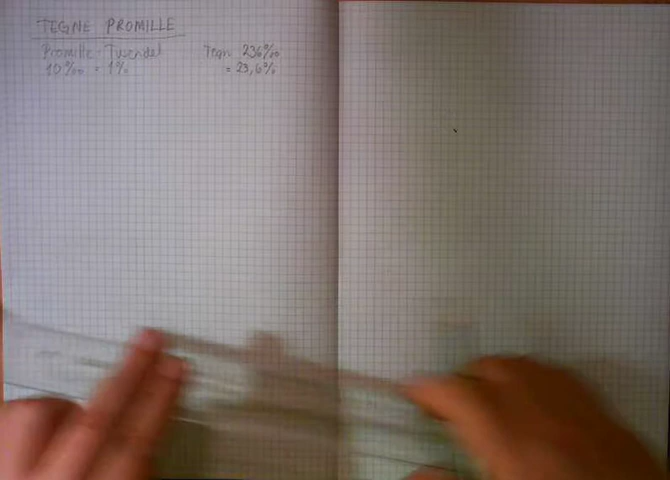 TEGNE PROMILLE
Promille = Tusendel
10‰ = 1%
Tegn 236‰
= 23,6%